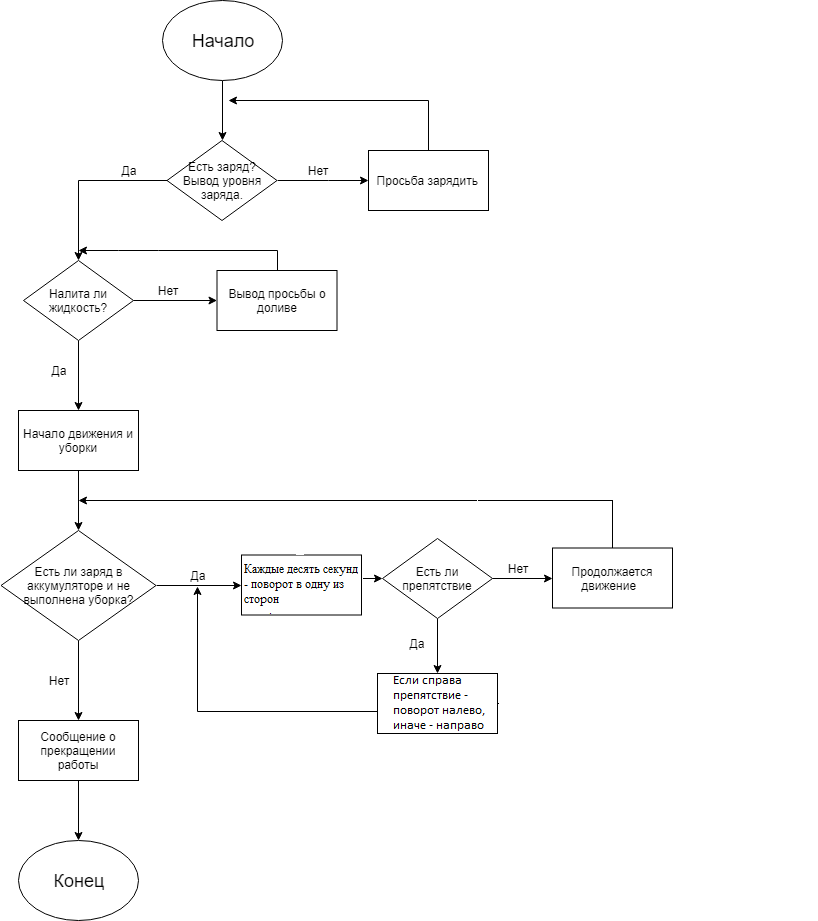 Начало
Есть заряд?
Вывод уровня
заряда.
Да
Нет
Просьба зарядить
Налита ли
жидкость?
Нет
Вывод просьбы о
доливе
Да
Начало движения и
уборки
Есть ли заряд в
аккумуляторе и не
выполнена уборка?
Да
Каждые десять секунд
- поворот в одну из
сторон
Есть ли
препятствие
Нет
Продолжается
движение
Да
Если справа
препятствие -
поворот налево,
иначе - направо
Нет
Сообщение о
прекращении
работы
Конец